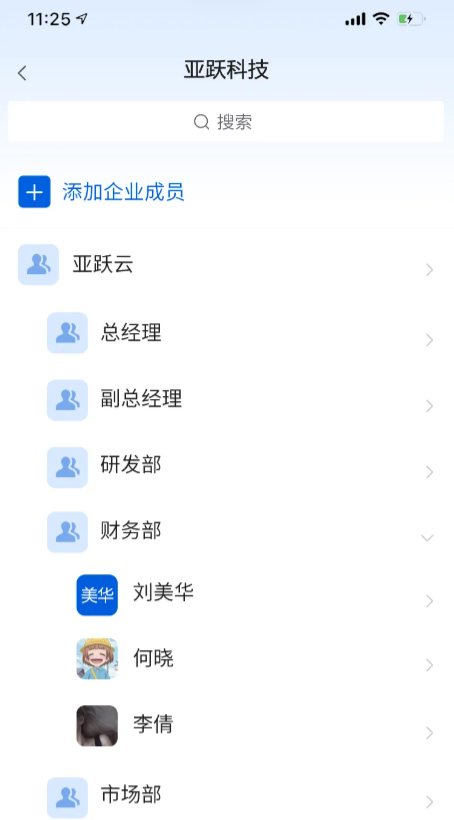 11:25
亚跃科技
搜索
添加企业成员
亚跃云
总经理
副总经理
研发部
财务部
美华 刘美华
何晓
李倩
市场部